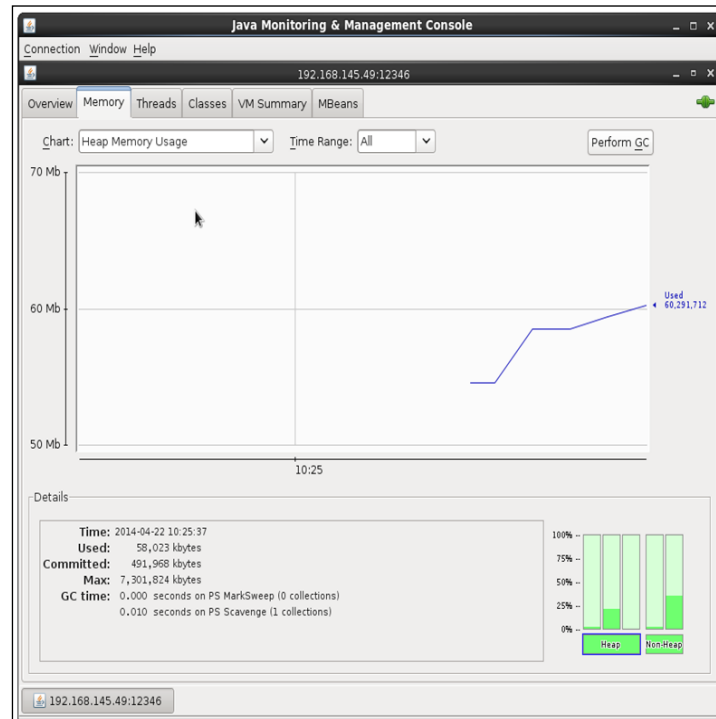 Java Monitoring & Management Console
Connection Window Help
192.168.145.49:12346
Overview Memory Threads Classes VM Summary MBeans
Chart: Heap Memory Usage Time Range: All Perform GC
70 Mb
Used
60 Mb 60,291,712
50 Mb
10:25
Details
Time: 2014-04-22 10:25:37
Used: 58,023 kbytes
Committed: 491,968 kbytes
Max: 7,301,824 kbytes
GC time: 0.000 seconds on PS MarkSweep (0 collections)
0.010 seconds on PS Scavenge (1 collections)
100%
75%
50%
25%
0%
Heap Non-Heap
192.168.145.49:12346